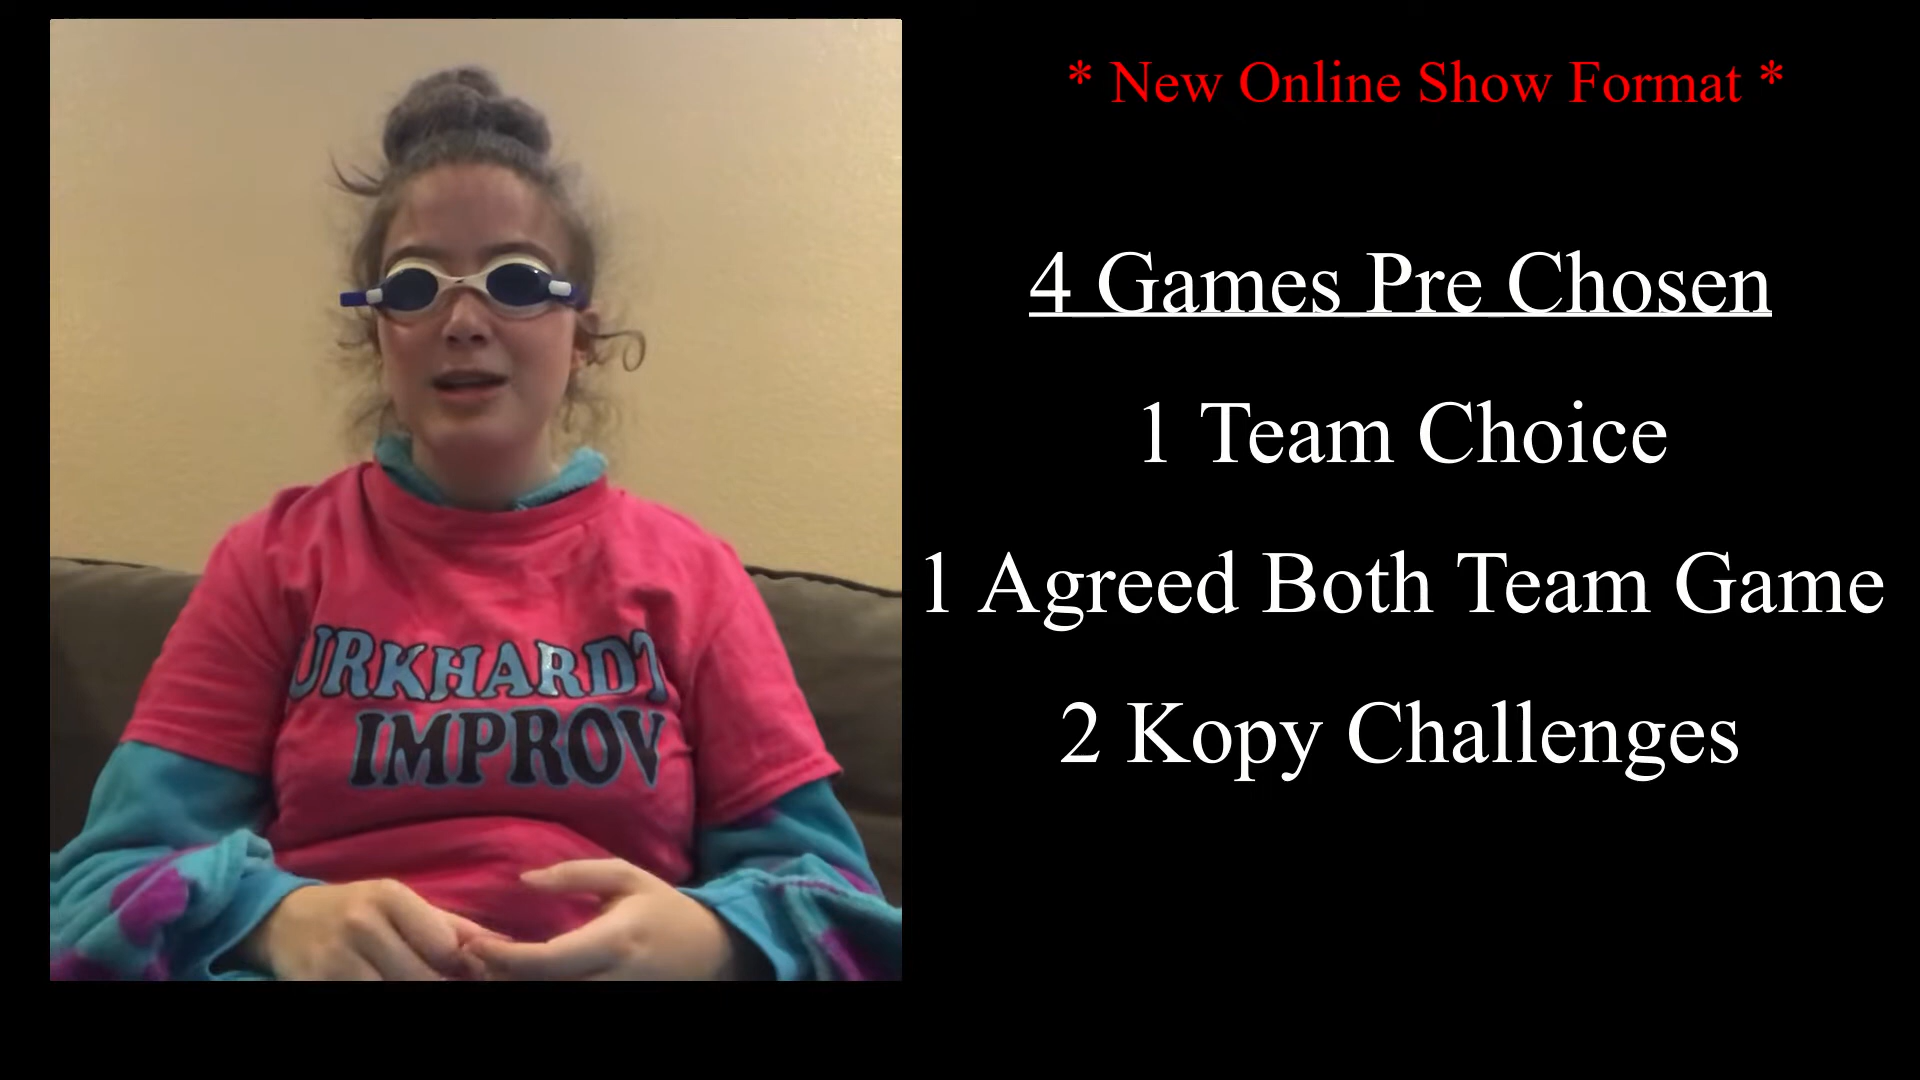 * New Online Show Format *
4 Games Pre Chosen
1 Team Choice
1 Agreed Both Team Game
2 Kopy Challenges
URKHARDT
IMPROV